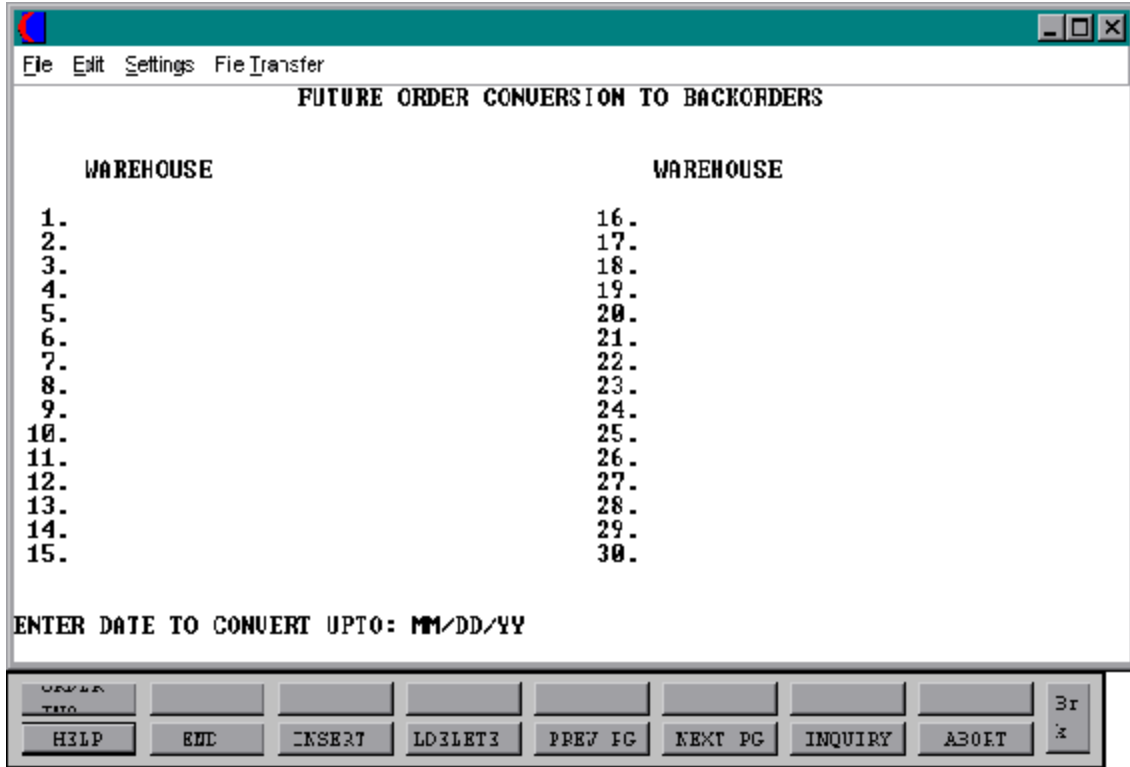 File Edit Settings File Transfer
FUTURE ORDER CONVERSION TO BACKORDERS
WAREHOUSE WAREHOUSE
1. 16.
2. 17.
3. 18.
4. 19.
5. 20.
6. 21.
7. 22.
8. 23.
9. 24.
10. 25.
11. 26.
12. 27.
13. 28.
14. 29.
15. 30.
ENTER DATE TO CONVERT UPTO: MM/DD/YY
ORDER
Br
HELP END INSERT LDELETE PREV PG NEXT PG INQUIRY ABORT k